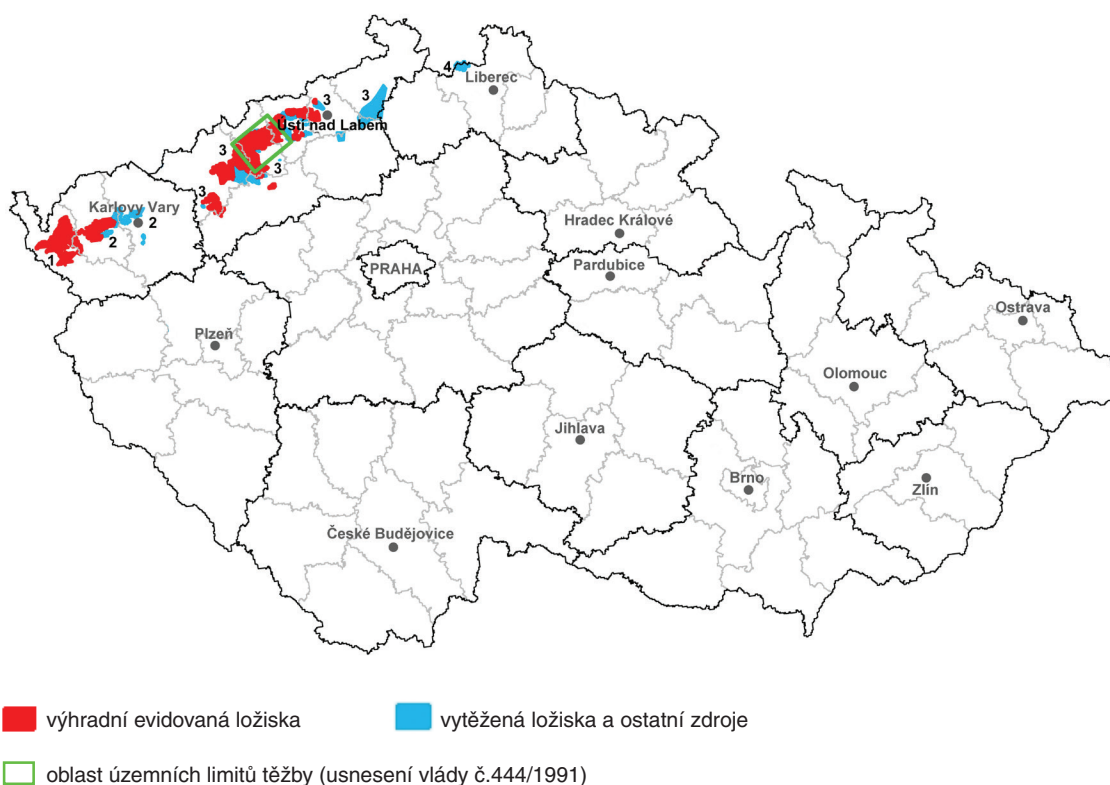 4
Liberec
3
3
Ústí nad Labem
3
3
3
Karlovy Vary
2
2
1
Hradec Králové
PRAHA
Pardubice
Plzeň
Ostrava
Olomouc
Jihlava
Brno
Zlín
České Budějovice
výhradní evidovaná ložiska
vytěžená ložiska a ostatní zdroje
oblast územních limitů těžby (usnesení vlády č.444/1991)